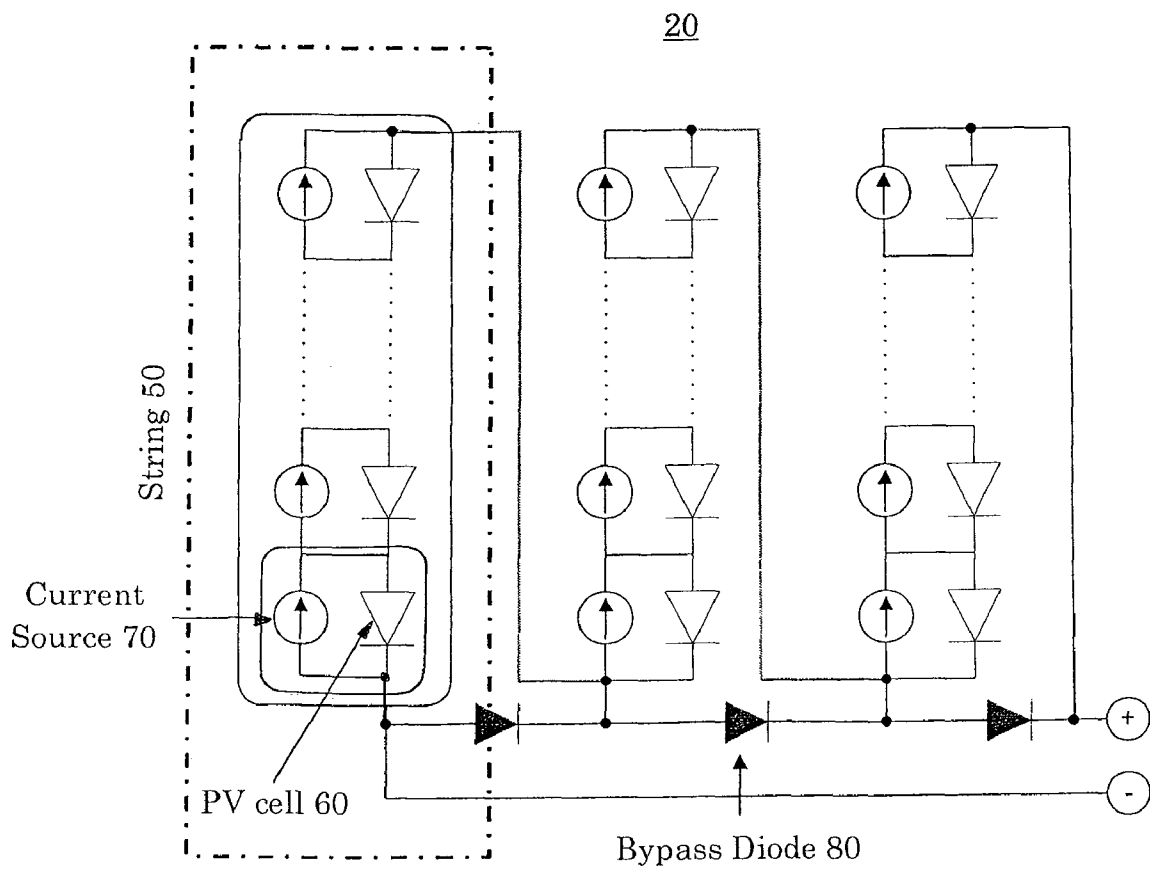 20
String 50
Current
Source 70
PV cell 60
Bypass Diode 80
+
-